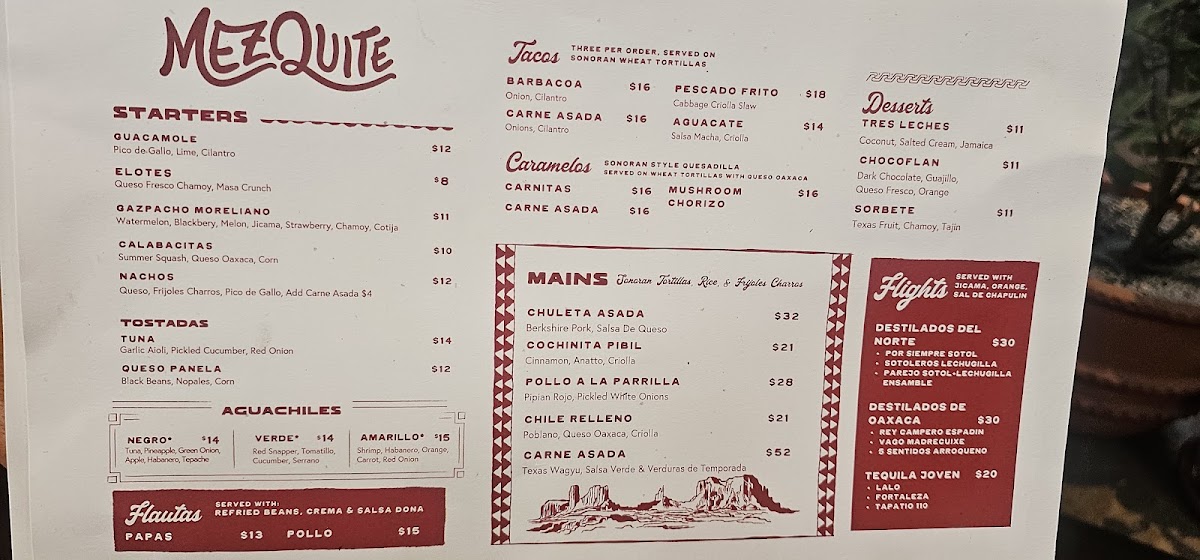 MEZQUITE
STARTERS
GUACAMOLE $12
Pico de Gallo, Lime, Cilantro
ELOTES $8
Queso Fresco Chamoy, Masa Crunch
GAZPACHO MORELIANO $11
Watermelon, Blackbery, Melon, Jicama, Strawberry, Chamoy, Cotija
CALABACITAS $10
Summer Squash, Queso Oaxaca, Corn
NACHOS $12
Queso, Frijoles Charros, Pico de Gallo, Add Carne Asada $4
TOSTADAS
TUNA $14
Garlic Aioli, Pickled Cucumber, Red Onion
QUESO PANELA $12
Black Beans, Nopales, Corn
AGUACHILES
NEGRO* $14
Tuna, Pineapple, Green Onion,
Apple, Habanero, Tepache
VERDE* $14
Red Snapper, Tomatillo,
Cucumber, Serrano
AMARILLO* $15
Shrimp, Habanero, Orange,
Carrot, Red Onion
Flautas SERVED WITH:
REFRIED BEANS, CREMA & SALSA DONA
PAPAS $13 POLLO $15
Tacos THREE PER ORDER, SERVED ON
SONORAN WHEAT TORTILLAS
BARBACOA $16
Onion, Cilantro
CARNE ASADA $16
Onions, Cilantro
PESCADO FRITO $18
Cabbage Criolla Slaw
AGUACATE $14
Salsa Macha, Criolla
Caramelos SONORAN STYLE QUESADILLA
SERVED ON WHEAT TORTILLAS WITH QUESO OAXACA
CARNITAS $16
CARNE ASADA $16
MUSHROOM $16
CHORIZO
MAINS Sonoran Tortillas, Rice, & Frijoles Charros
CHULETA ASADA $32
Berkshire Pork, Salsa De Queso
COCHINITA PIBIL $21
Cinnamon, Anatto, Criolla
POLLO A LA PARRILLA $28
Pipian Rojo, Pickled White Onions
CHILE RELLENO $21
Poblano, Queso Oaxaca, Criolla
CARNE ASADA $52
Texas Wagyu, Salsa Verde & Verduras de Temporada
Desserts
TRES LECHES $11
Coconut, Salted Cream, Jamaica
CHOCOFLAN $11
Dark Chocolate, Guajillo,
Queso Fresco, Orange
SORBETE $11
Texas Fruit, Chamoy, Tajin
Flights SERVED WITH
JICAMA, ORANGE,
SAL DE CHAPULIN
DESTILADOS DEL
NORTE $30
• POR SIEMPRE SOTOL
• SOTOLEROS LECHUGILLA
• PAREJO SOTOL+LECHUGILLA
ENSAMBLE
DESTILADOS DE
OAXACA $30
• REY CAMPERO ESPADIN
• VAGO MADRECUIXE
• 5 SENTIDOS ARROQUENO
TEQUILA JOVEN $20
• LALO
• FORTALEZA
• TAPATIO 110